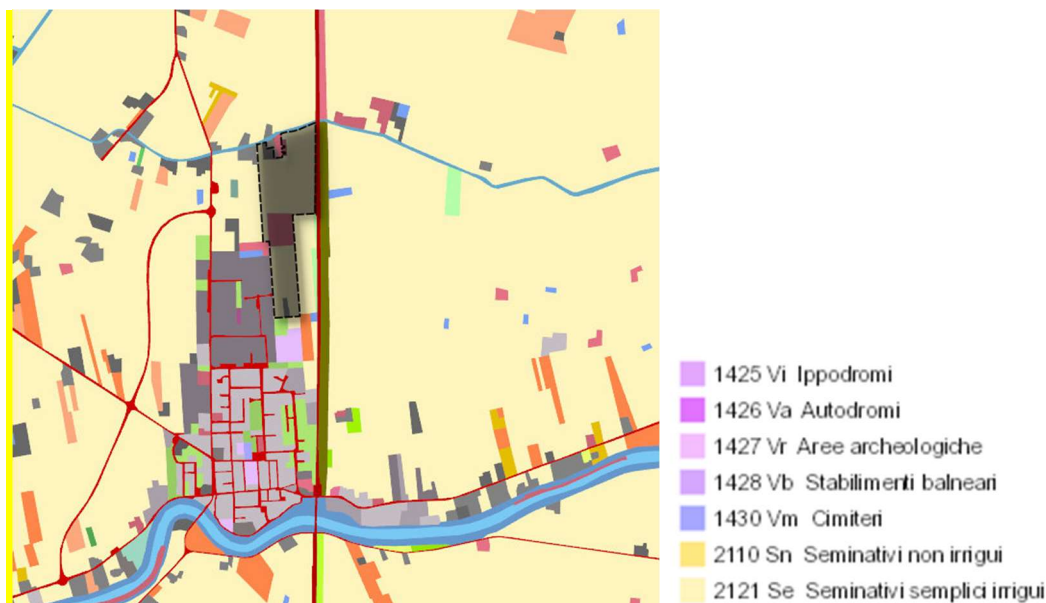 1425 Vi Ippodromi
1426 Va Autodromi
1427 Vr Aree archeologiche
1428 Vb Stabilimenti balneari
1430 Vm Cimiteri
2110 Sn Seminativi non irrigui
2121 Se Seminativi semplici irrigui